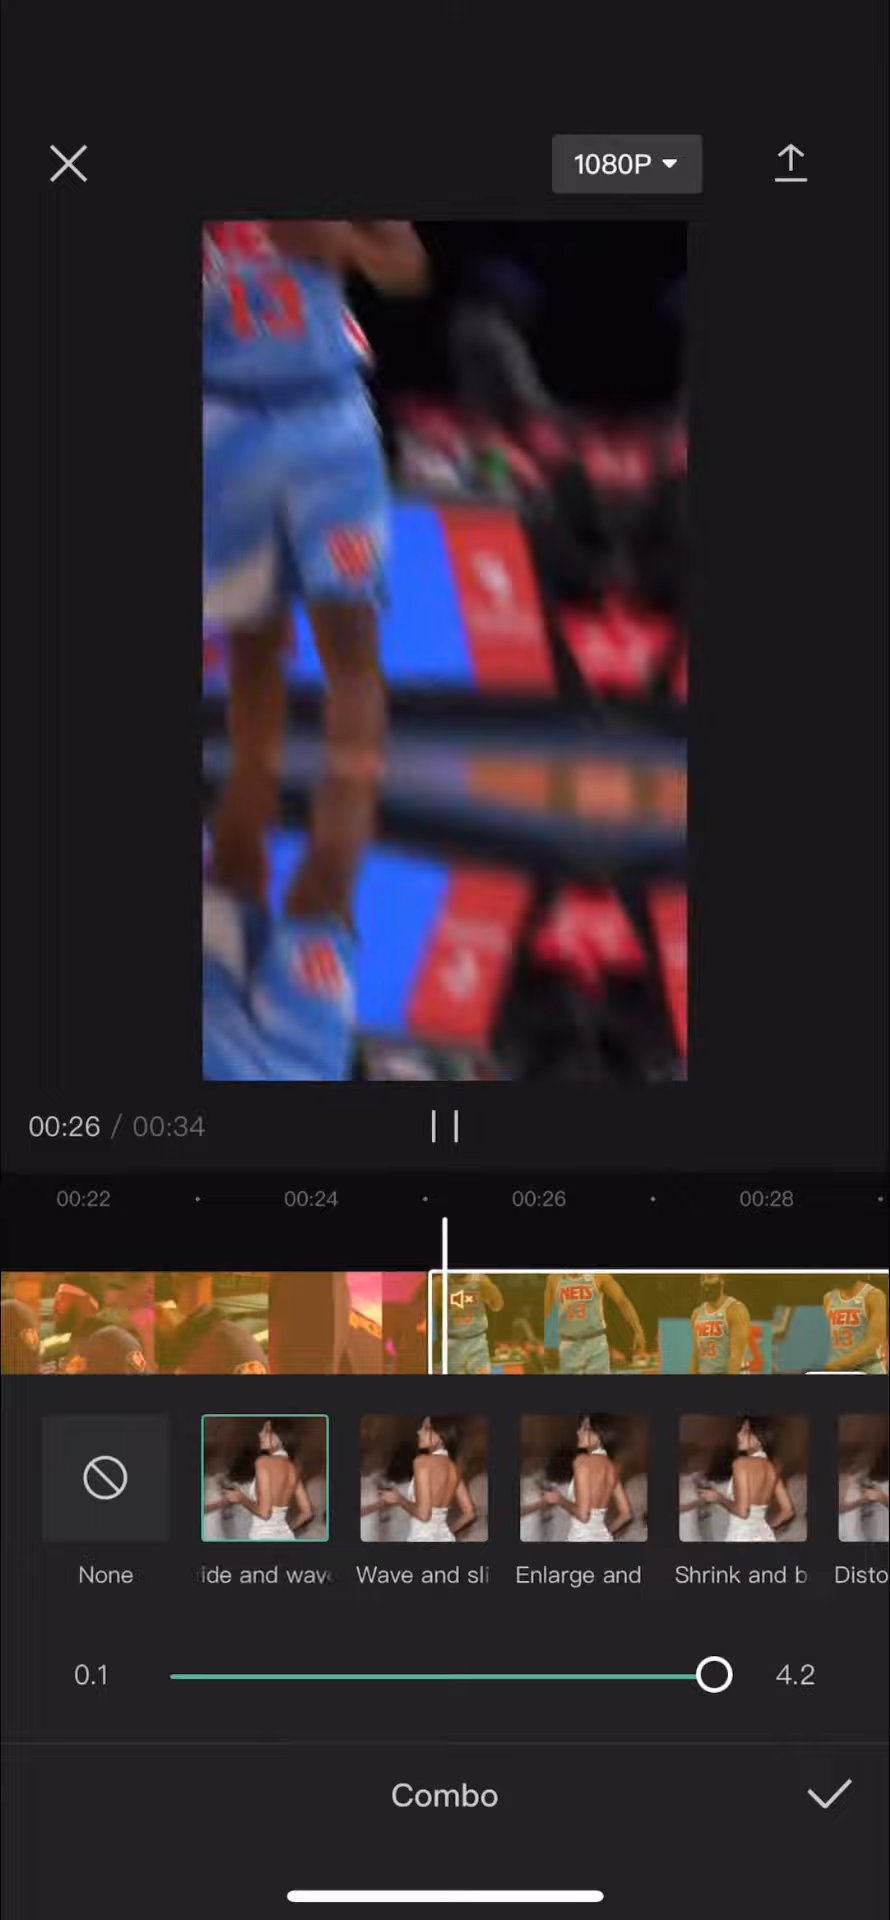 1080P
13
00:26 / 00:34
00:22 00:24 00:26 00:28
NETS
13
NETS
13
NETS
13
None
ide and wav
Wave and sli
Enlarge and
Shrink and b
Disto
0.1
4.2
Combo